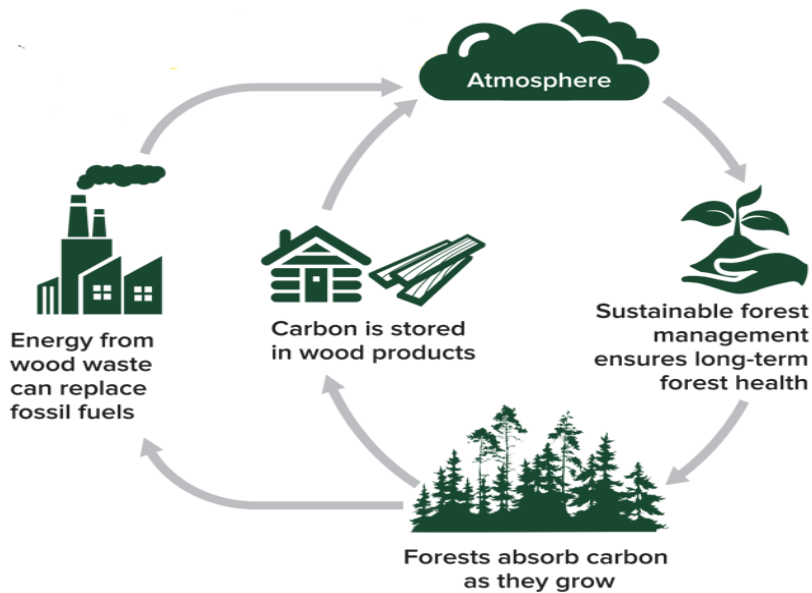 Atmosphere
Energy from
wood waste
can replace
fossil fuels
Carbon is stored
in wood products
Sustainable forest
management
ensures long-term
forest health
Forests absorb carbon
as they grow